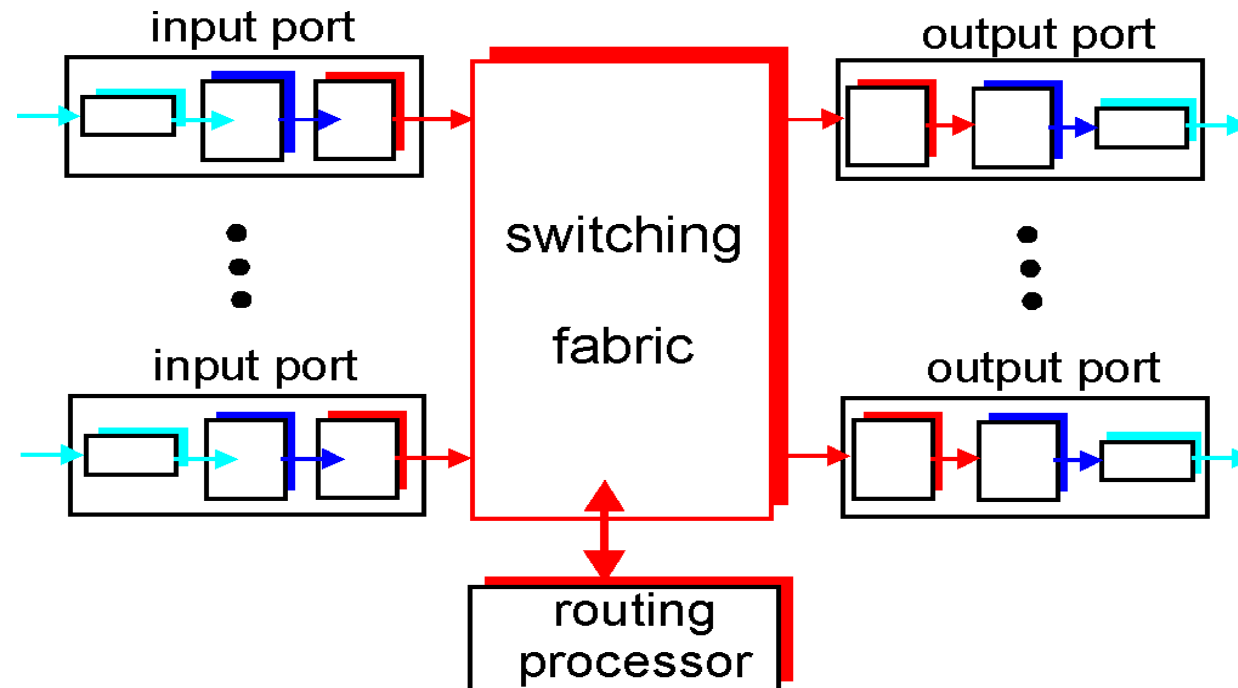 input port
output port
switching
fabric
input port
output port
routing
processor